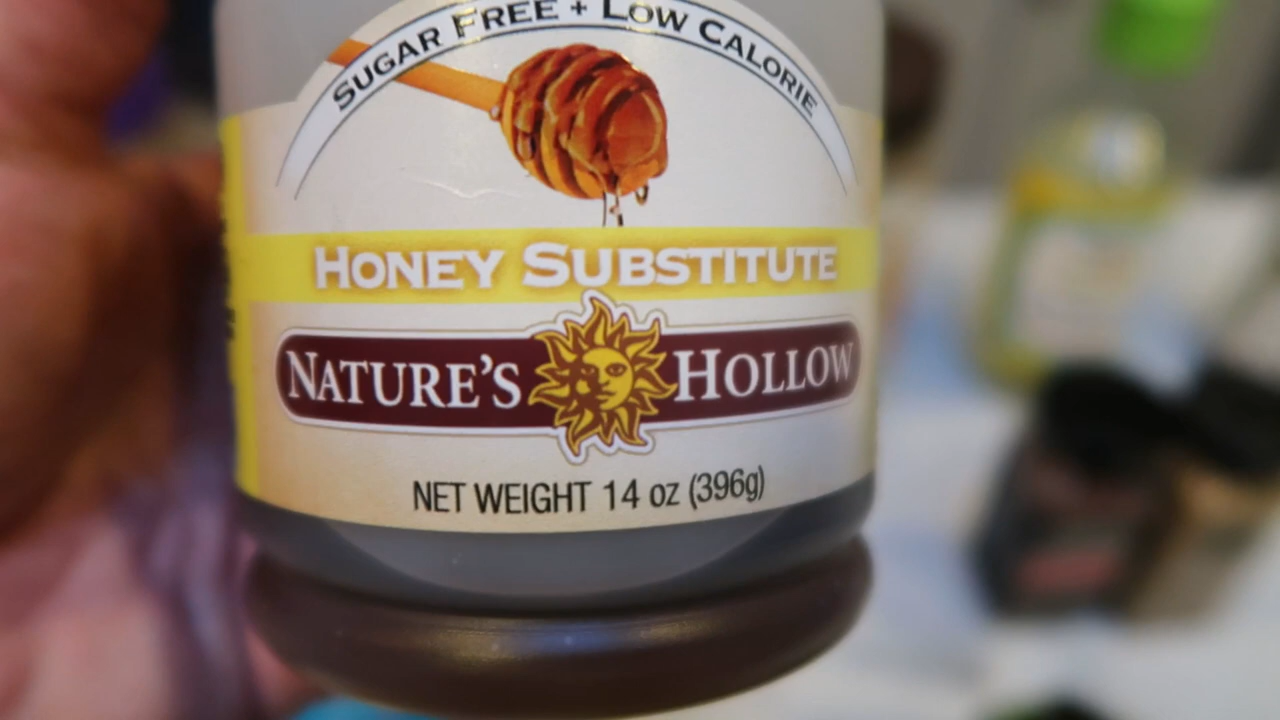 SUGAR FREE + LOW CALORIE
HONEY SUBSTITUTE
NATURE'S HOLLOW
NET WEIGHT 14 oz (396g)